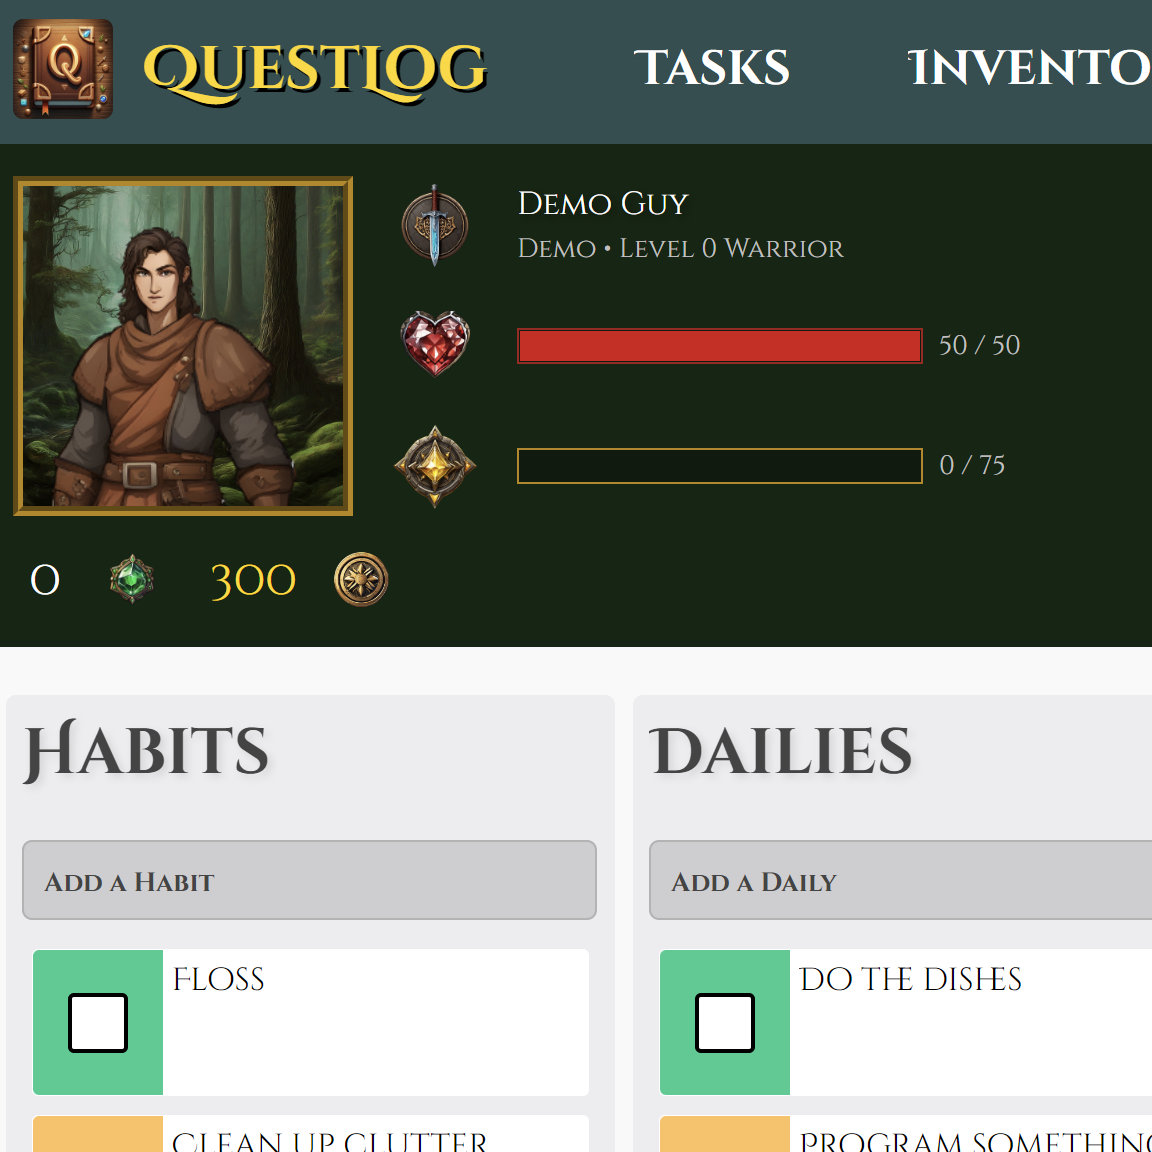 Q
QuestLog
Tasks
Invento
Demo Guy
Demo • Level 0 Warrior
50 / 50
0 / 75
0
300
Habits
Dailies
Add a Habit
Add a Daily
Floss
Do the dishes
Clean up clutter
Program something